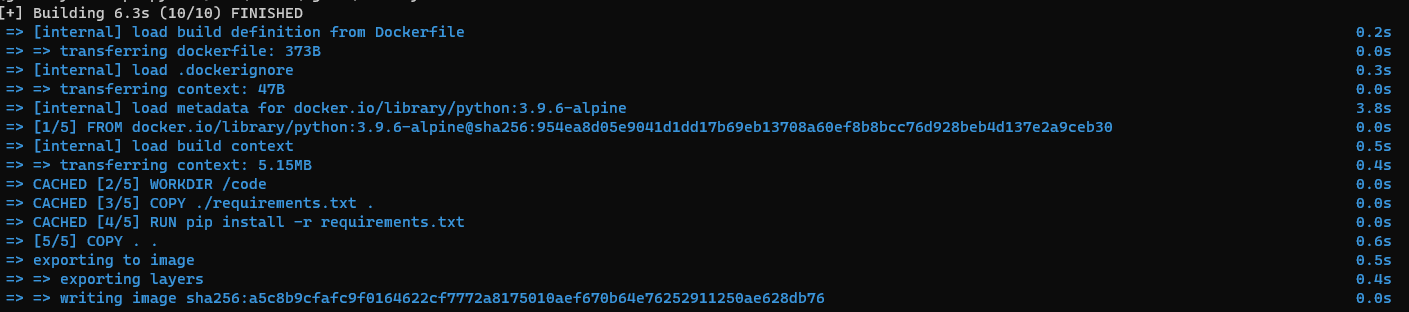 [+] Building 6.3s (10/10) FINISHED
=> [internal] load build definition from Dockerfile 0.2s
=> => transferring dockerfile: 373B 0.0s
=> [internal] load .dockerignore 0.3s
=> => transferring context: 47B 0.0s
=> [internal] load metadata for docker.io/library/python:3.9.6-alpine 3.8s
=> [1/5] FROM docker.io/library/python:3.9.6-alpine@sha256:954ea8d05e9041d1dd17b69eb13708a60ef8b8bcc76d928beb4d137e2a9ceb30 0.0s
=> [internal] load build context 0.5s
=> => transferring context: 5.15MB 0.4s
=> CACHED [2/5] WORKDIR /code 0.0s
=> CACHED [3/5] COPY ./requirements.txt . 0.0s
=> CACHED [4/5] RUN pip install -r requirements.txt 0.0s
=> [5/5] COPY . . 0.6s
=> exporting to image 0.5s
=> => exporting layers 0.4s
=> => writing image sha256:a5c8b9cfafc9f0164622cf7772a8175010aef670b64e76252911250ae628db76 0.0s